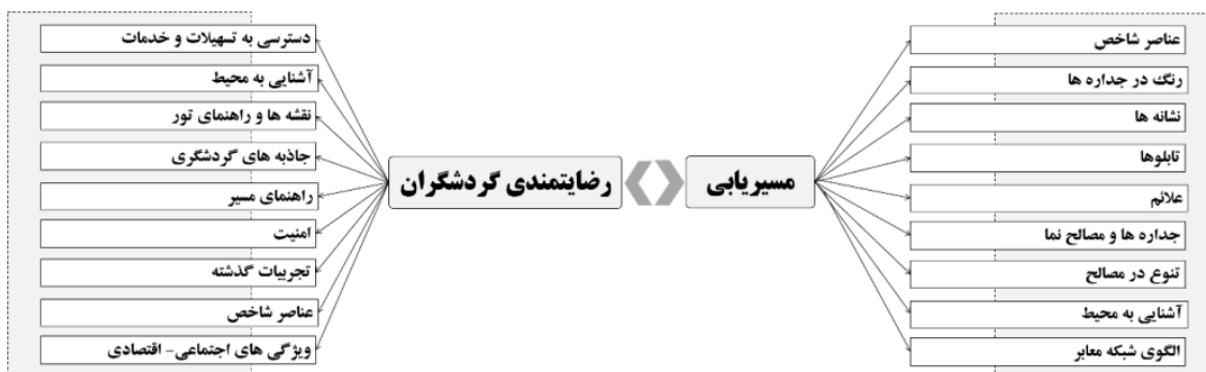 عناصر شاخص
رنگ در جداره ها
نشانه ها
تابلوها
علائم
جداره ها و مصالح نما
تنوع در مصالح
آشنایی به محیط
الگوی شبکه معابر
مسیریابی
رضایتمندی گردشگران
دسترسی به تسهیلات و خدمات
آشنایی به محیط
نقشه ها و راهنمای تور
جاذبه های گردشگری
راهنمای مسیر
امنیت
تجربیات گذشته
عناصر شاخص
ویژگی های اجتماعی- اقتصادی